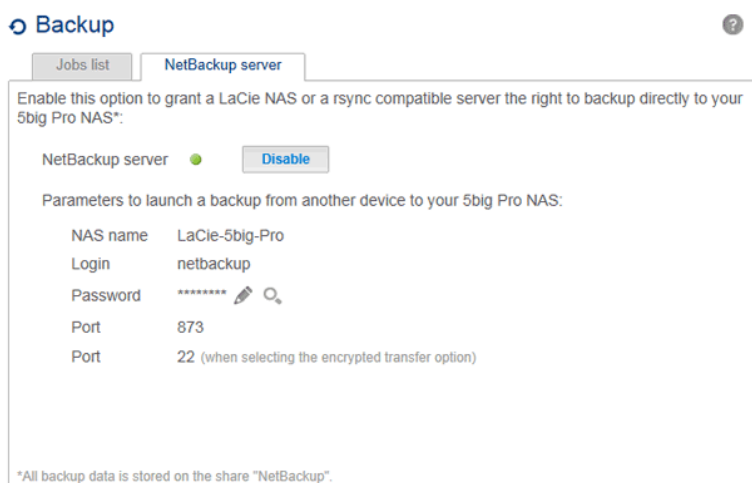 Backup
Jobs list
NetBackup server
Enable this option to grant a LaCie NAS or a rsync compatible server the right to backup directly to your
5big Pro NAS*:
NetBackup server Disable
Parameters to launch a backup from another device to your 5big Pro NAS:
NAS name LaCie-5big-Pro
Login netbackup
Password ********
Port 873
Port 22 (when selecting the encrypted transfer option)
*All backup data is stored on the share "NetBackup".